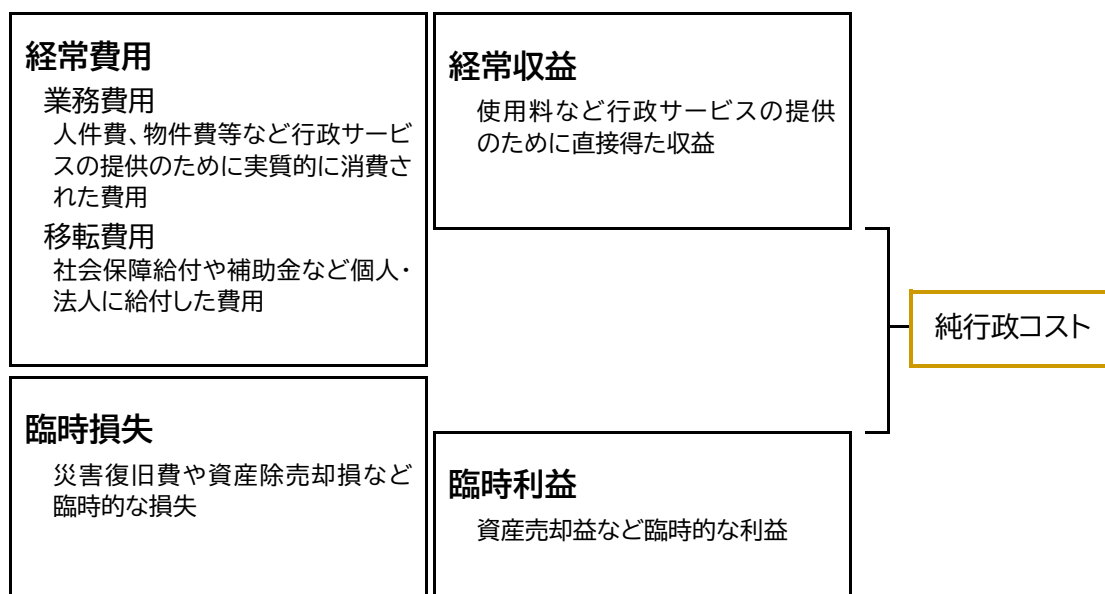 経常費用
業務費用
人件費、物件費等など行政サービ
スの提供のために実質的に消費さ
れた費用
移転費用
社会保障給付や補助金など個人・
法人に給付した費用
経常収益
使用料など行政サービスの提供
のために直接得た収益
純行政コスト
臨時損失
災害復旧費や資産除売却損など
臨時的な損失
臨時利益
資産売却益など臨時的な利益